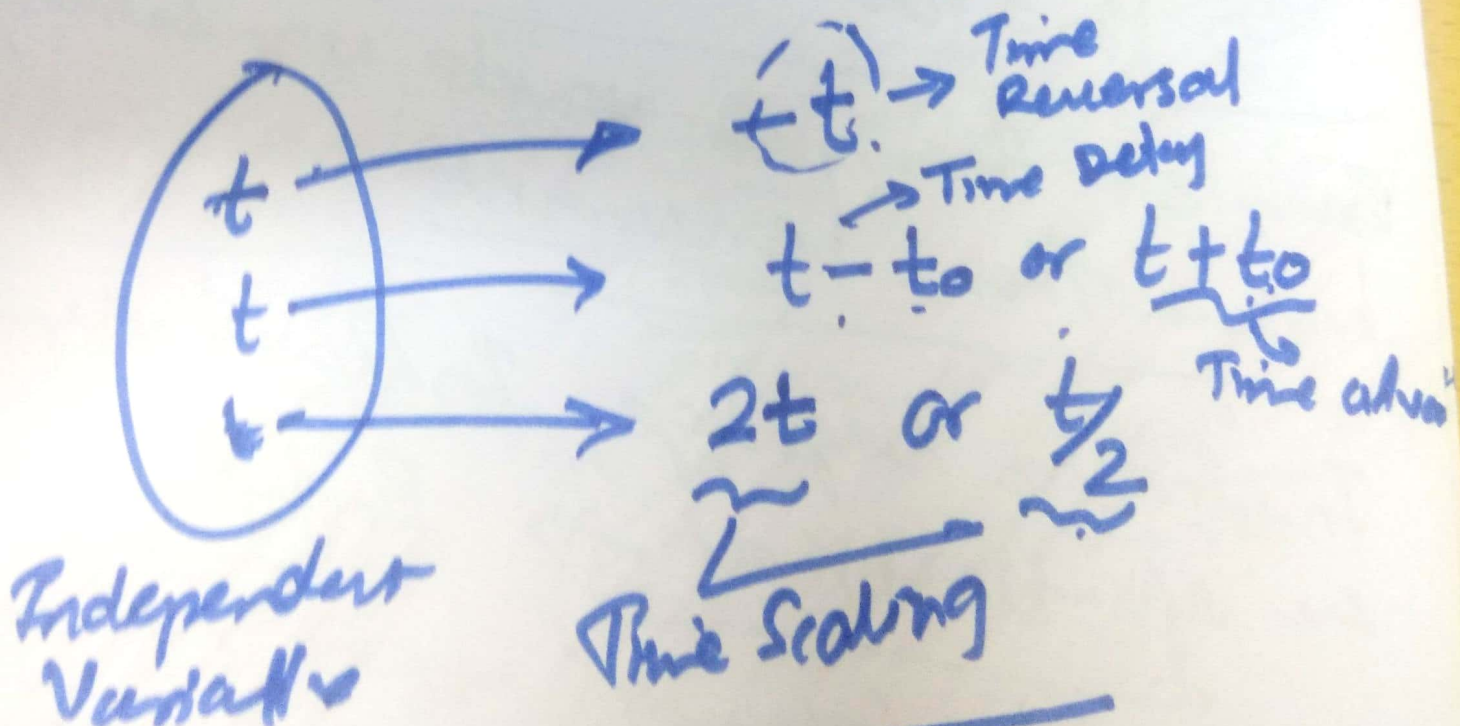 t → -t. → Time Reversal
→ Time Delay
t → t - t0 or t + t0
Time adva
t → 2t or t/2
Time Scaling
Independent
Variable